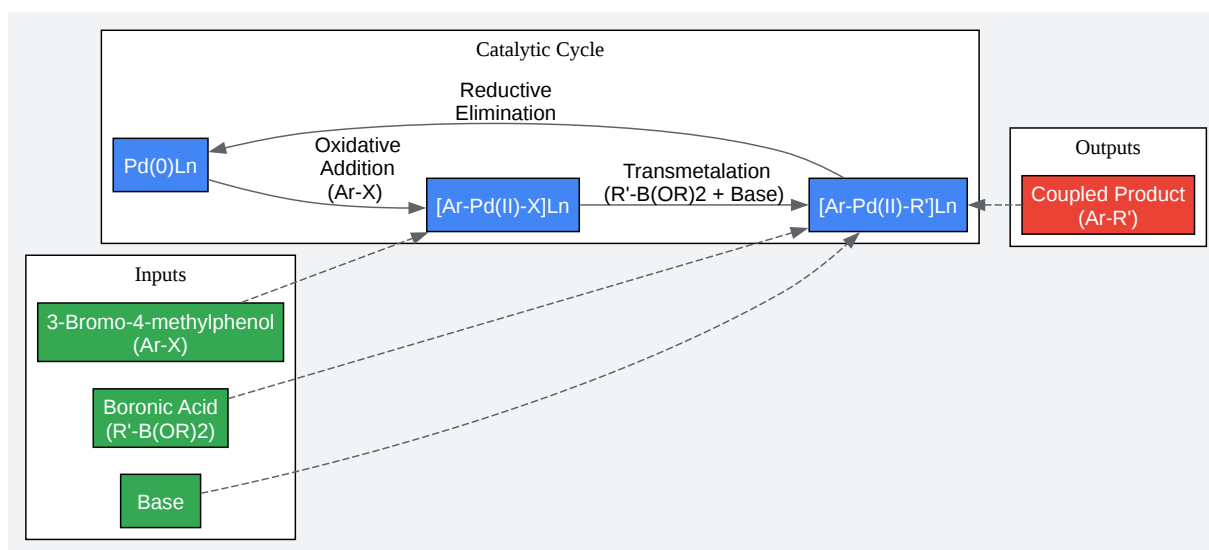 Catalytic Cycle
Reductive
Elimination
Oxidative
Addition
(Ar-X)
Pd(0)Ln
Transmetalation
(R'-B(OR)2 + Base)
[Ar-Pd(II)-X]Ln
[Ar-Pd(II)-R']Ln
Outputs
Coupled Product
(Ar-R')
Inputs
3-Bromo-4-methylphenol
(Ar-X)
Boronic Acid
(R'-B(OR)2)
Base